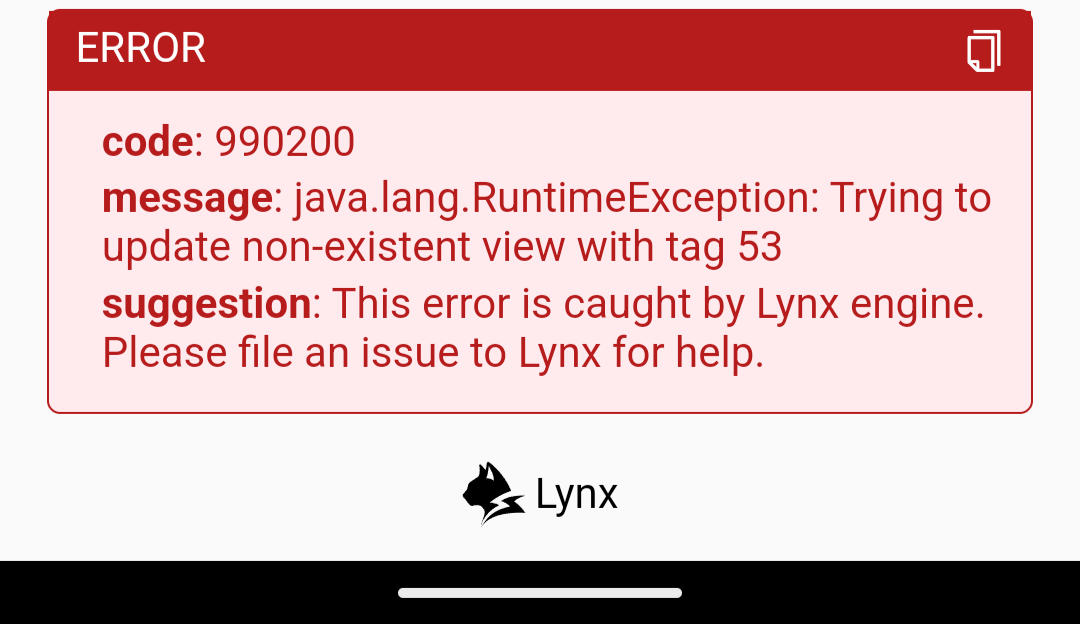 ERROR
code: 990200
message: java.lang.RuntimeException: Trying to
update non-existent view with tag 53
suggestion: This error is caught by Lynx engine.
Please file an issue to Lynx for help.
Lynx